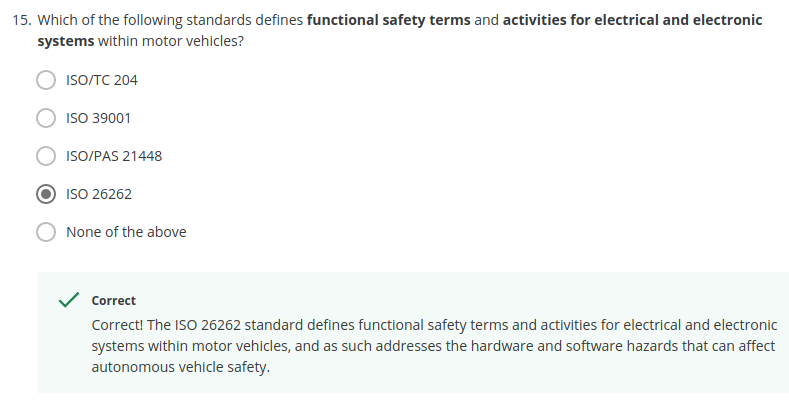 15. Which of the following standards defines functional safety terms and activities for electrical and electronic
systems within motor vehicles?
ISO/TC 204
ISO 39001
ISO/PAS 21448
ISO 26262
None of the above
Correct
Correct! The ISO 26262 standard defines functional safety terms and activities for electrical and electronic
systems within motor vehicles, and as such addresses the hardware and software hazards that can affect
autonomous vehicle safety.